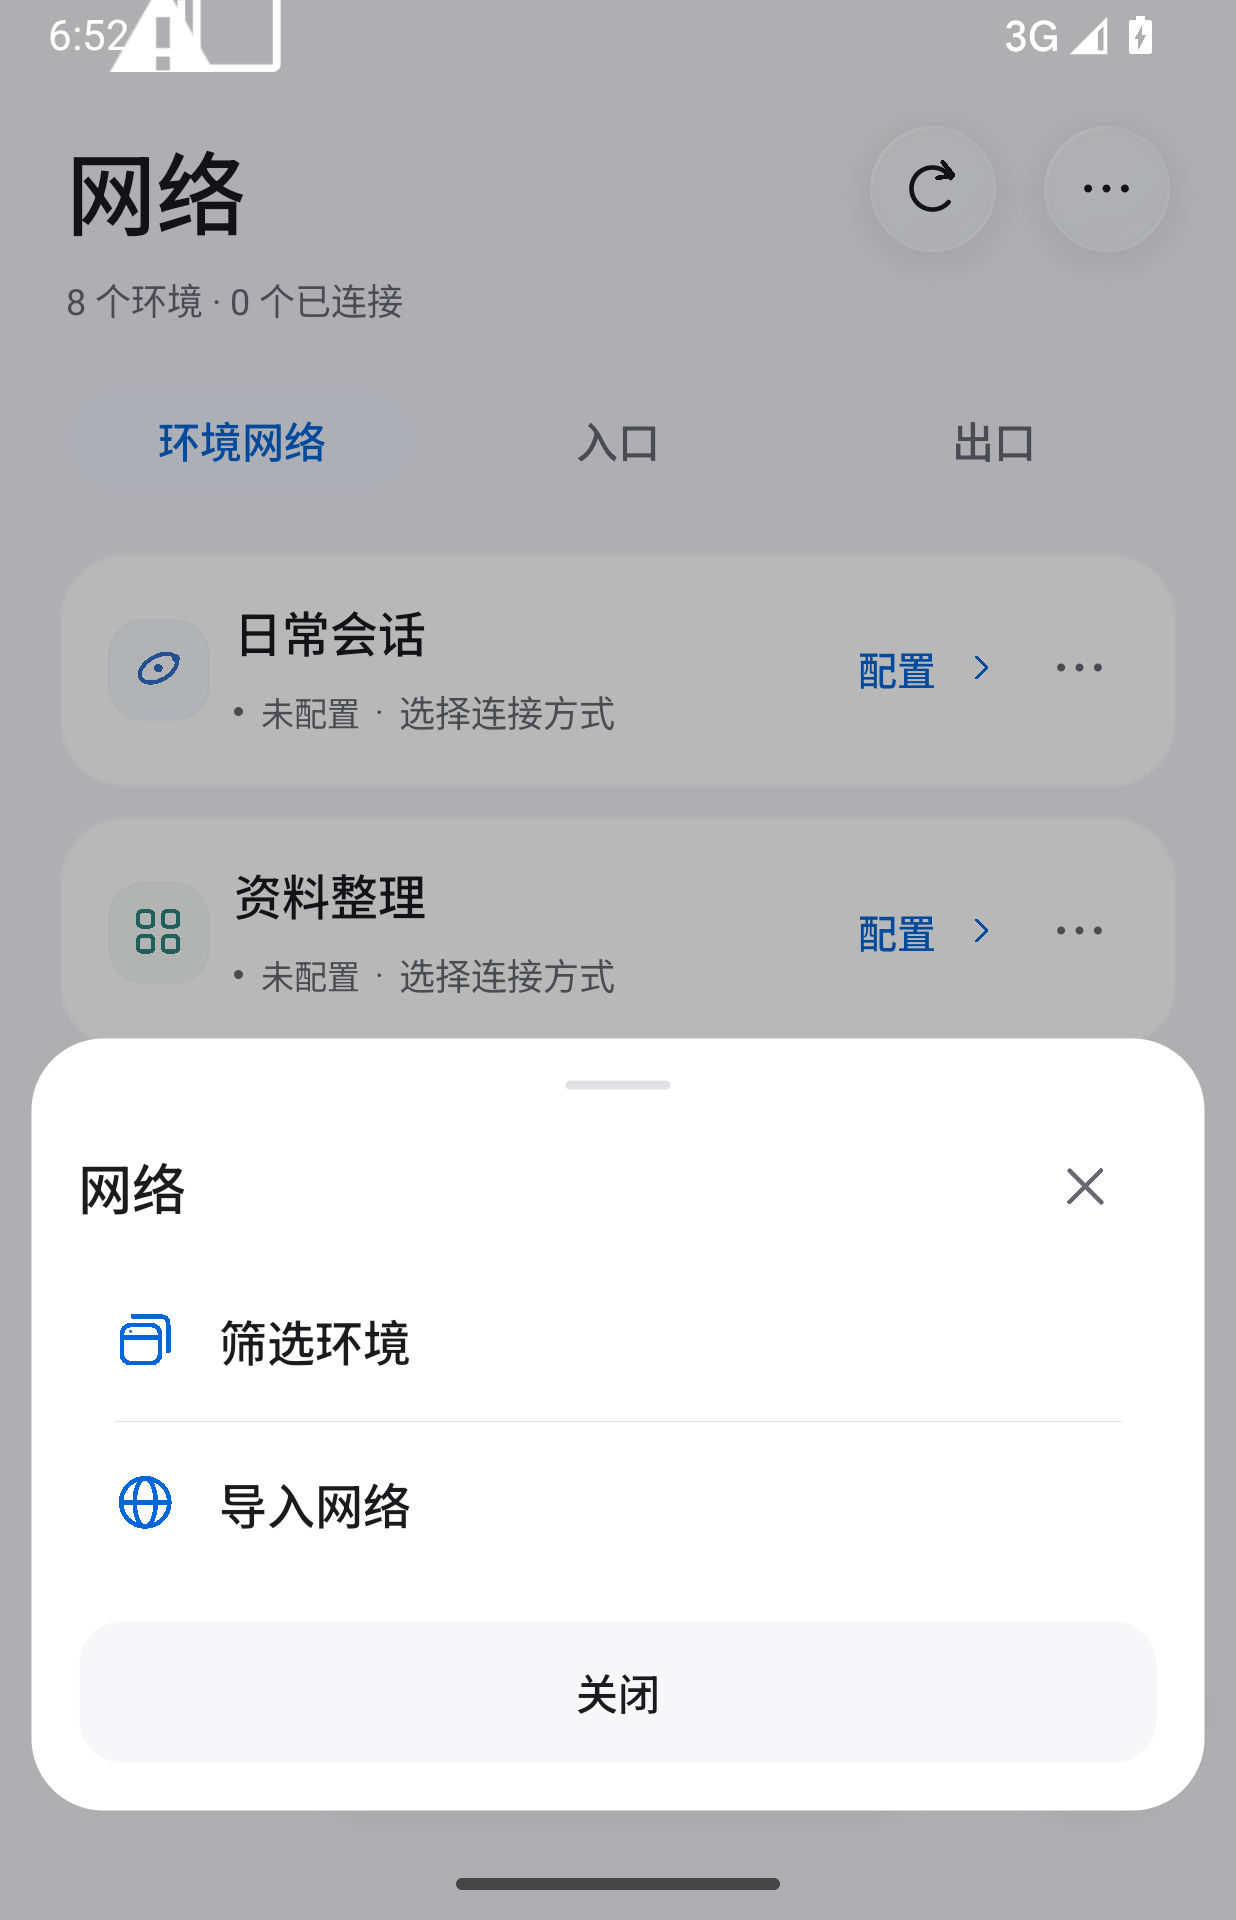 6:52
3G
网络
8 个环境 · 0 个已连接
环境网络
入口
出口
日常会话
• 未配置 · 选择连接方式
配置
资料整理
• 未配置 · 选择连接方式
配置
网络
筛选环境
导入网络
关闭